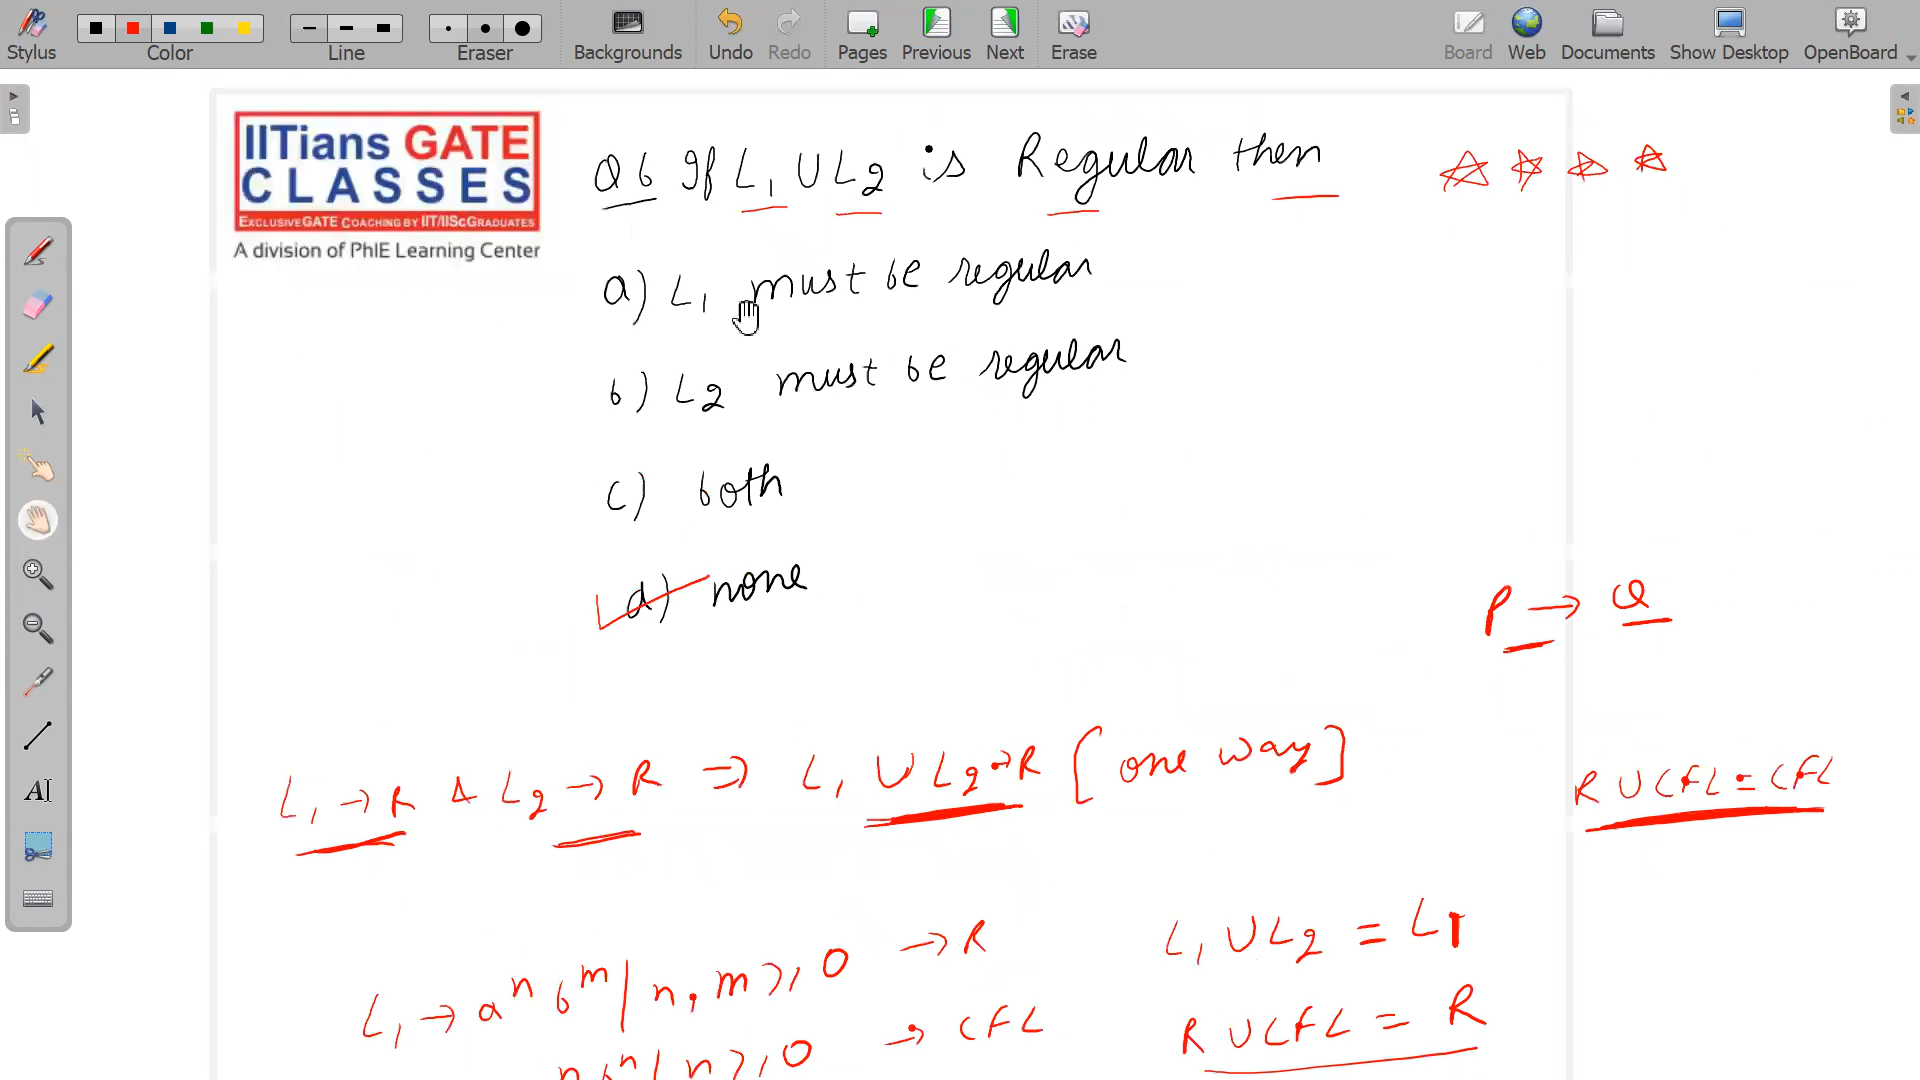 Stylus Color Line Eraser Backgrounds Undo Redo Pages Previous Next Erase Board Web Documents Show Desktop OpenBoard
IITians GATE
CLASSES
EXCLUSIVE GATE COACHING BY IIT/IISc GRADUATES
A division of PhIE Learning Center
Q6 If L1 ∪ L2 is Regular then
a) L1 must be regular
b) L2 must be regular
c) both
d) none
P → Q
L1 → R & L2 → R ⇒ L1 ∪ L2 → R [one way]
R ∪ CFL = CFL
L1 ∪ L2 = L1
L1 → a^n b^m | n, m ≥, 0 → R
R ∪ CFL = R
b^n | n ≥, 0 → CFL